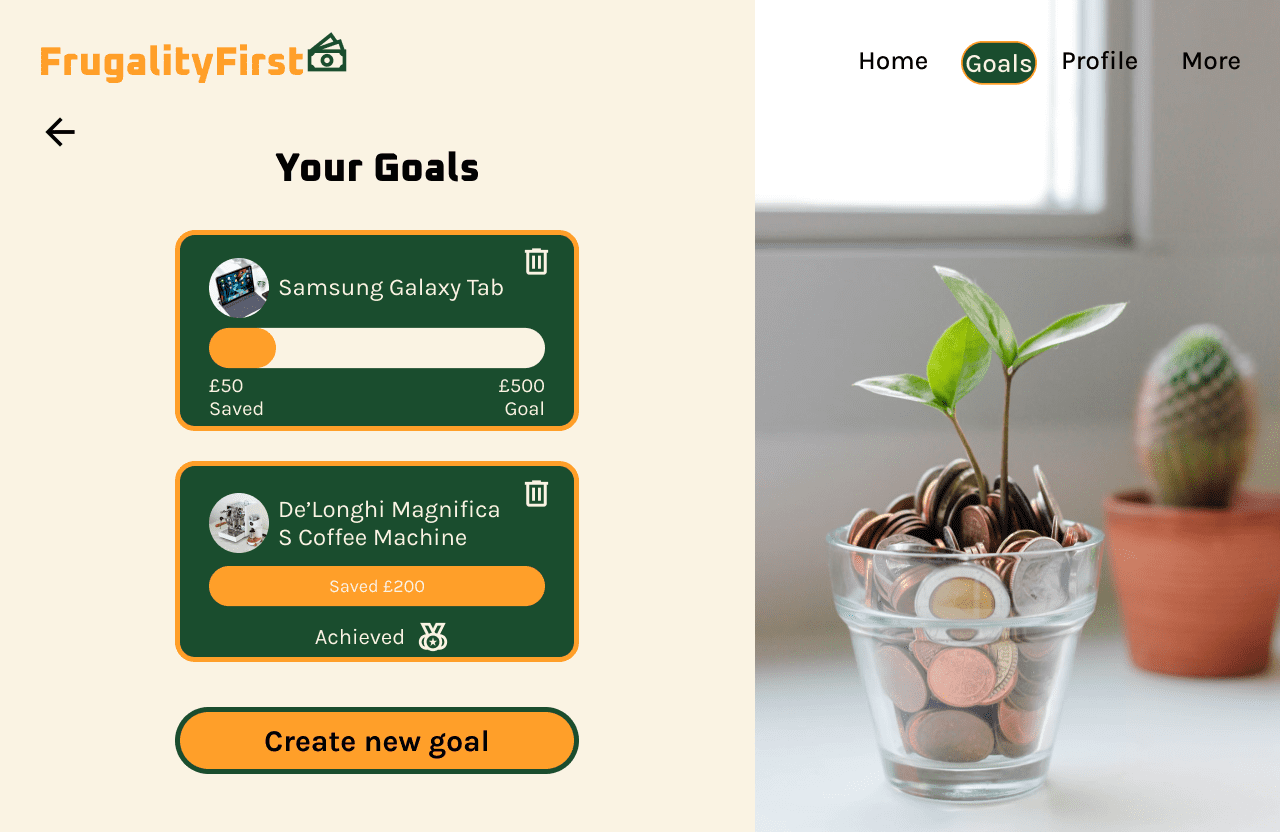 FrugalityFirst
Home
Goals
Profile
More
Your Goals
Samsung Galaxy Tab
£50
Saved
£500
Goal
De’Longhi Magnifica
S Coffee Machine
Saved £200
Achieved
Create new goal